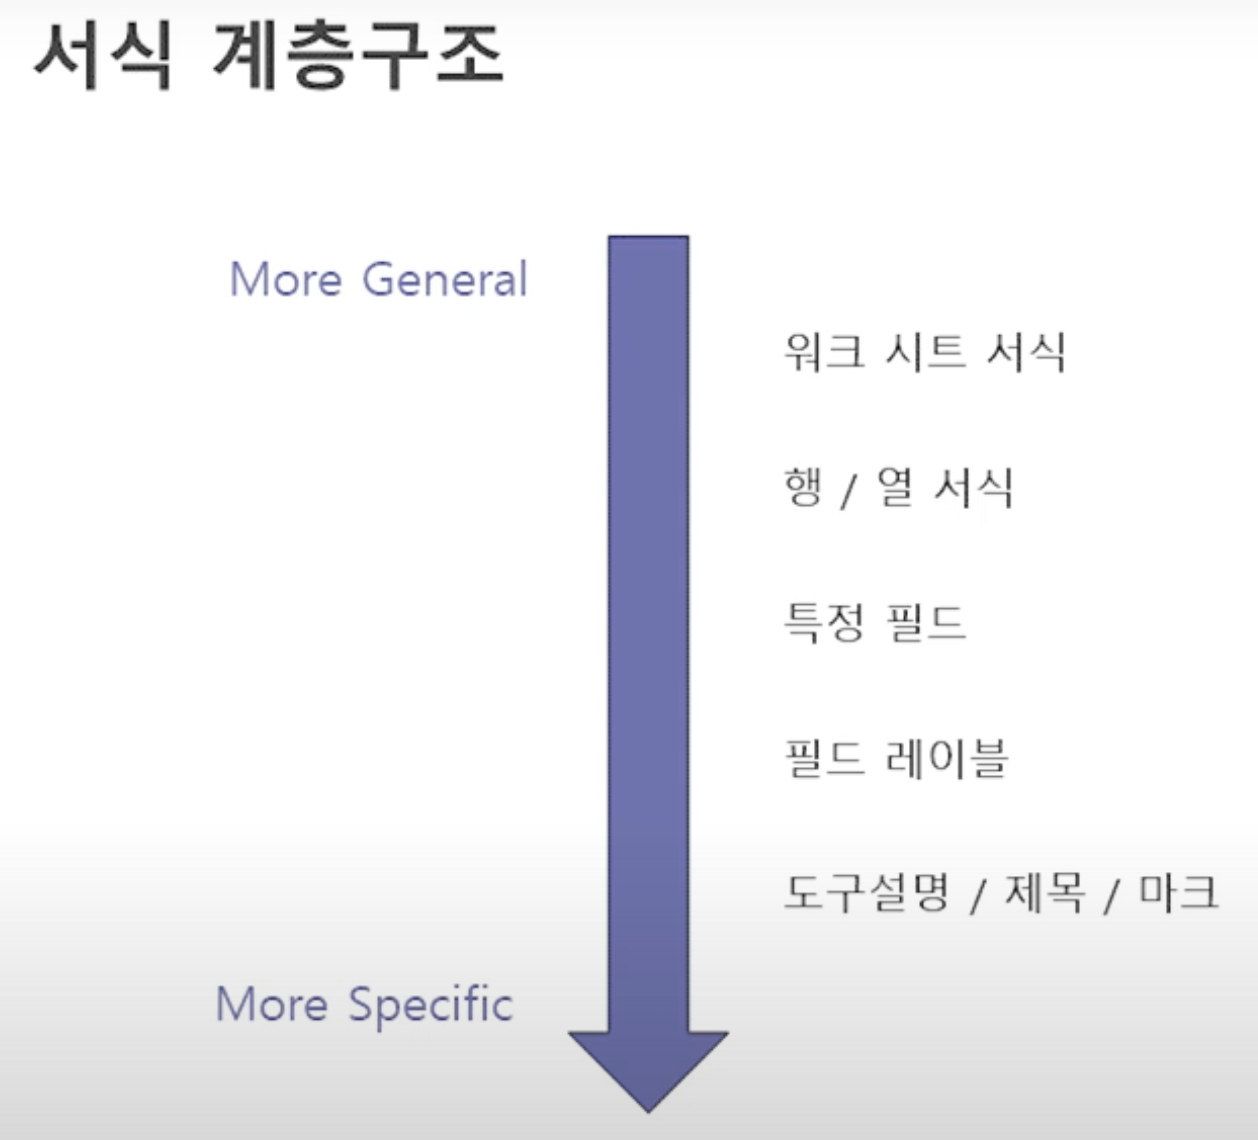 서식 계층구조
More General
워크 시트 서식
행 / 열 서식
특정 필드
필드 레이블
도구설명 / 제목 / 마크
More Specific